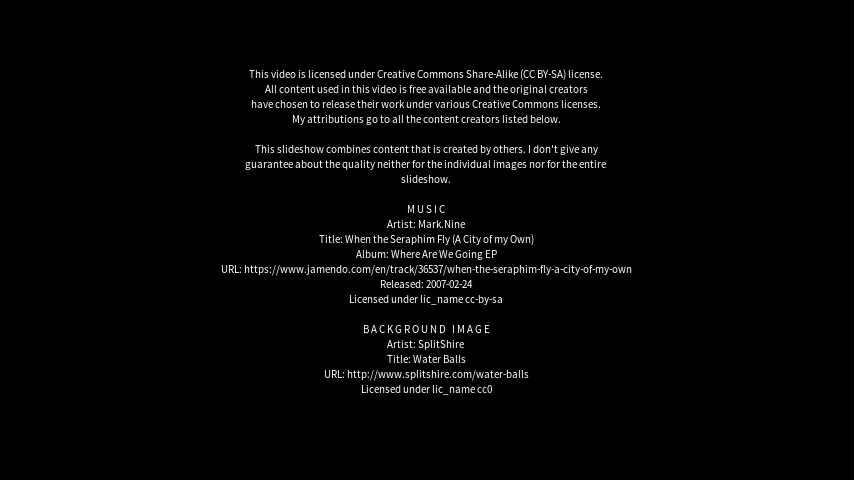 This video is licensed under Creative Commons Share-Alike (CC BY-SA) license.
All content used in this video is free available and the original creators
have chosen to release their work under various Creative Commons licenses.
My attributions go to all the content creators listed below.
This slideshow combines content that is created by others. I don't give any
guarantee about the quality neither for the individual images nor for the entire
slideshow.
MUSIC
Artist: Mark.Nine
Title: When the Seraphim Fly (A City of my Own)
Album: Where Are We Going EP
URL: https://www.jamendo.com/en/track/36537/when-the-seraphim-fly-a-city-of-my-own
Released: 2007-02-24
Licensed under lic_name cc-by-sa
BACKGROUND IMAGE
Artist: SplitShire
Title: Water Balls
URL: http://www.splitshire.com/water-balls
Licensed under lic_name cc0